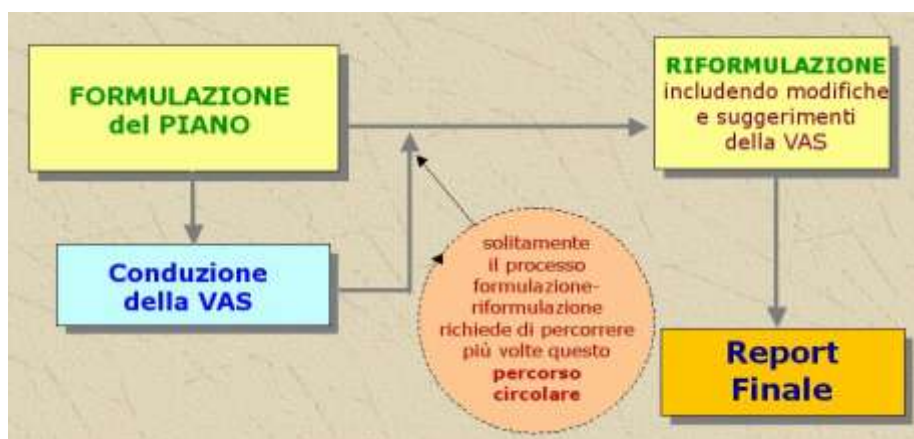 FORMULAZIONE
del PIANO
RIFORMULAZIONE
includendo modifiche
e suggerimenti
della VAS
Conduzione
della VAS
solitamente
il processo
formulazione-
riformulazione
richiede di percorrere
più volte questo
percorso
circolare
Report
Finale